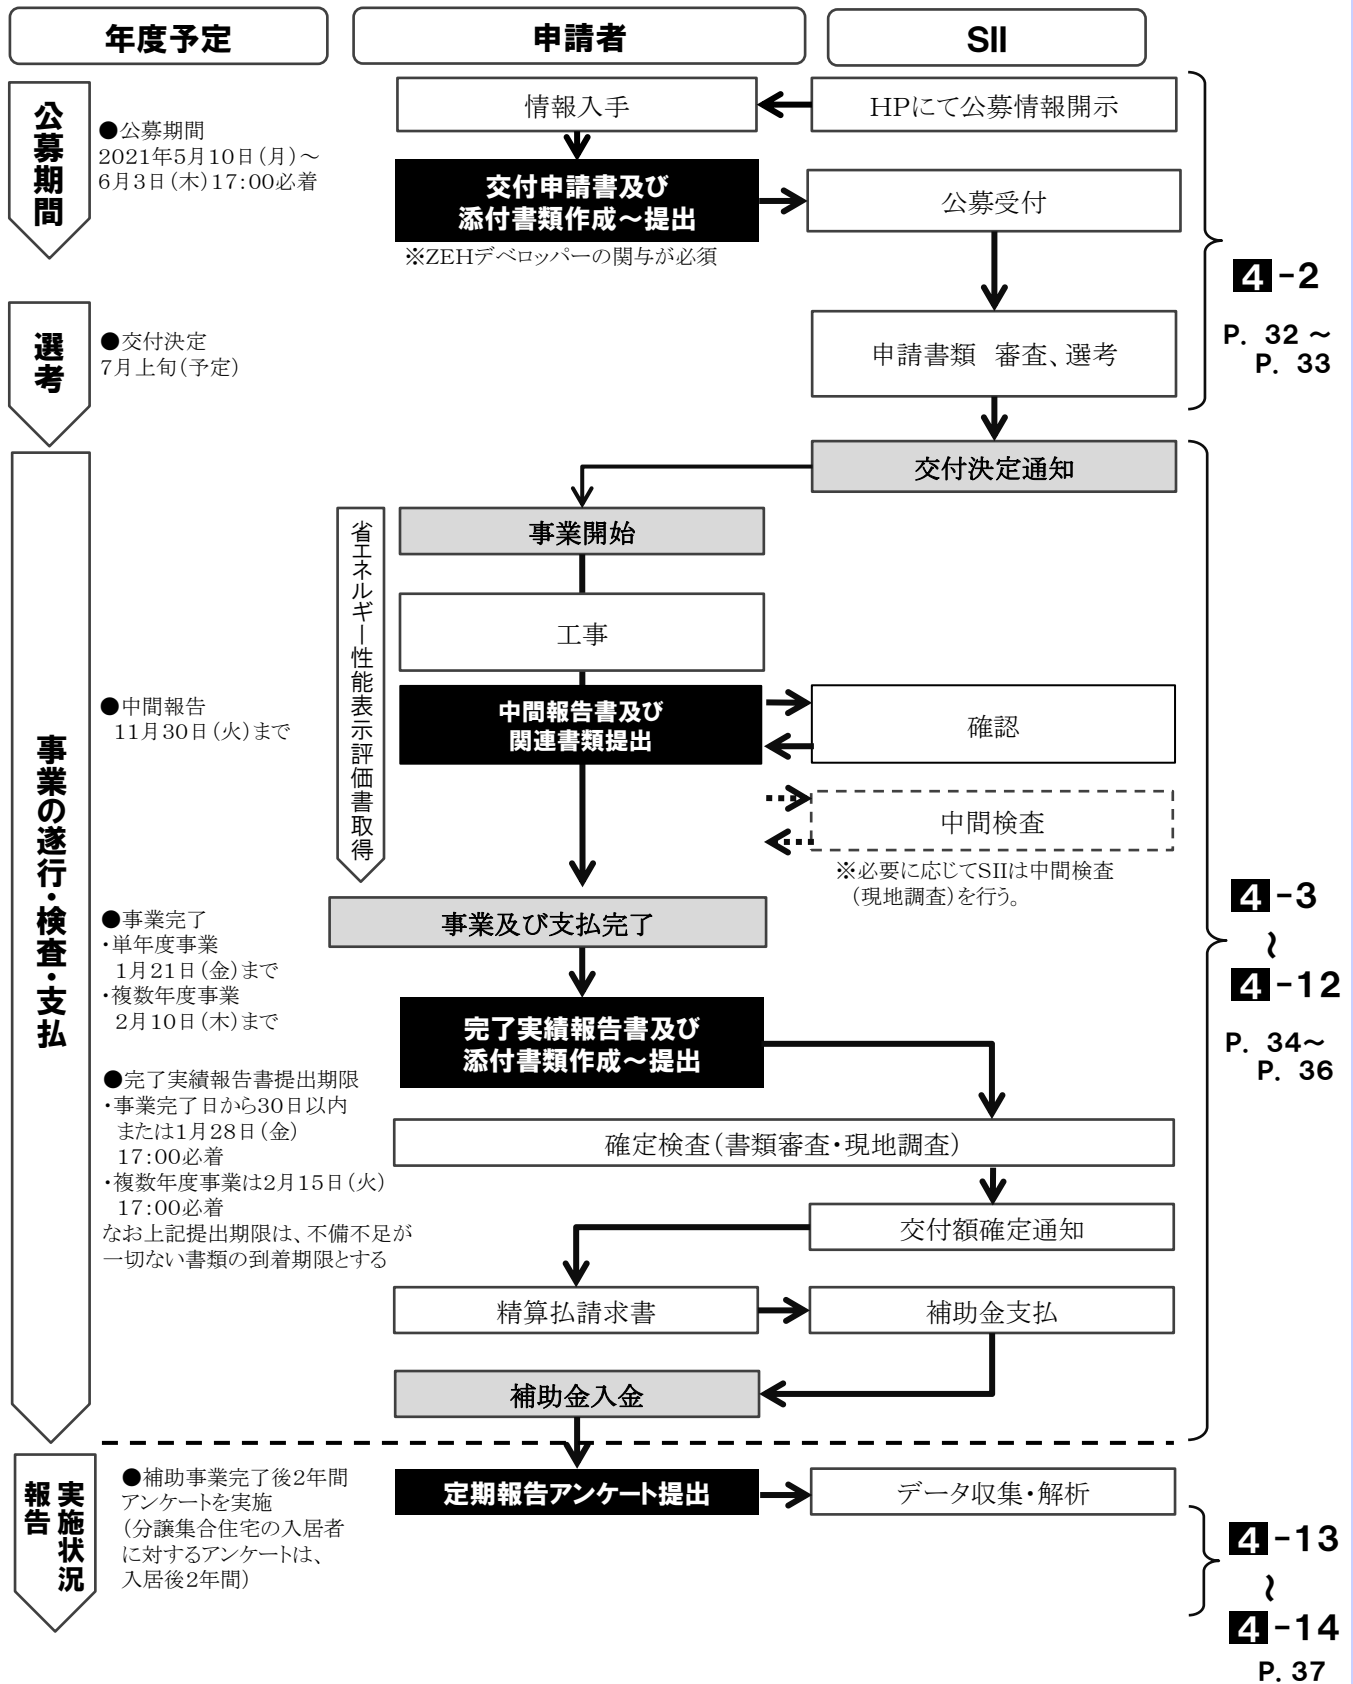 年度予定
申請者
SII
公募期間
●公募期間
2021年5月10日(月)～
6月3日(木)17:00必着
情報入手
HPにて公募情報開示
交付申請書及び
添付書類作成～提出
公募受付
※ZEHデベロッパーの関与が必須
4-2
P. 32～
P. 33
選考
●交付決定
7月上旬(予定)
申請書類　審査、選考
交付決定通知
事業の遂行・検査・支払
事業開始
省エネルギー性能表示評価書取得
工事
●中間報告
11月30日(火)まで
中間報告書及び
関連書類提出
確認
中間検査
※必要に応じてSIIは中間検査
(現地調査)を行う。
●事業完了
・単年度事業
1月21日(金)まで
・複数年度事業
2月10日(木)まで
事業及び支払完了
4-3
～
4-12
P. 34～
P. 36
完了実績報告書及び
添付書類作成～提出
●完了実績報告書提出期限
・事業完了日から30日以内
または1月28日(金)
17:00必着
・複数年度事業は2月15日(火)
17:00必着
なお上記提出期限は、不備不足が
一切ない書類の到着期限とする
確定検査(書類審査・現地調査)
交付額確定通知
精算払請求書
補助金支払
補助金入金
実施状況
報告
●補助事業完了後2年間
アンケートを実施
(分譲集合住宅の入居者
に対するアンケートは、
入居後2年間)
定期報告アンケート提出
データ収集・解析
4-13
～
4-14
P. 37